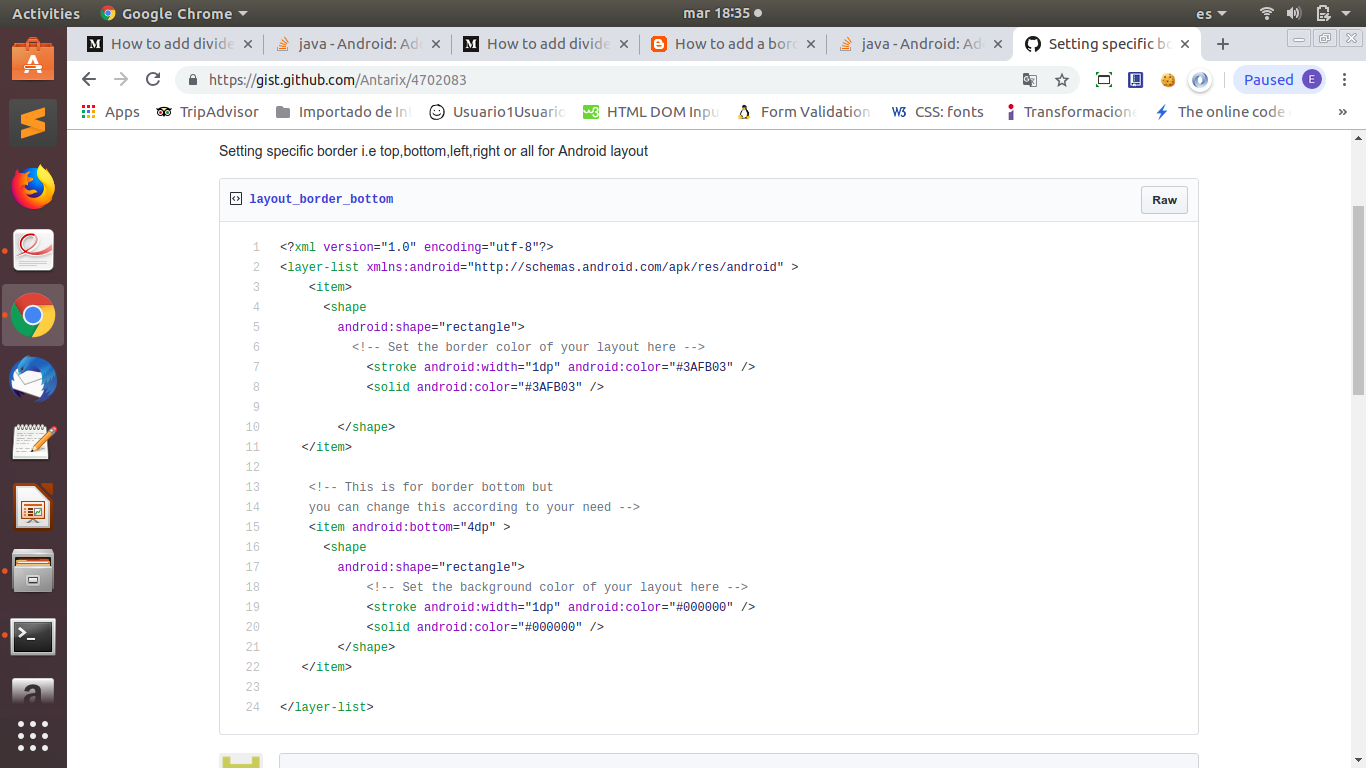 Activities Google Chrome mar 18:35 es
How to add divide java - Android: Ad How to add divide How to add a bor java - Android: Ad Setting specific b
https://gist.github.com/Antarix/4702083 Paused E
Apps TripAdvisor Importado de In Usuario1Usuario HTML DOM Inpu Form Validation CSS: fonts Transformacione The online code »
Setting specific border i.e top,bottom,left,right or all for Android layout
layout_border_bottom Raw
1 <?xml version="1.0" encoding="utf-8"?>
2 <layer-list xmlns:android="http://schemas.android.com/apk/res/android" >
3 <item>
4 <shape
5 android:shape="rectangle">
6 <!-- Set the border color of your layout here -->
7 <stroke android:width="1dp" android:color="#3AFB03" />
8 <solid android:color="#3AFB03" />
9
10 </shape>
11 </item>
12
13 <!-- This is for border bottom but
14 you can change this according to your need -->
15 <item android:bottom="4dp" >
16 <shape
17 android:shape="rectangle">
18 <!-- Set the background color of your layout here -->
19 <stroke android:width="1dp" android:color="#000000" />
20 <solid android:color="#000000" />
21 </shape>
22 </item>
23
24 </layer-list>